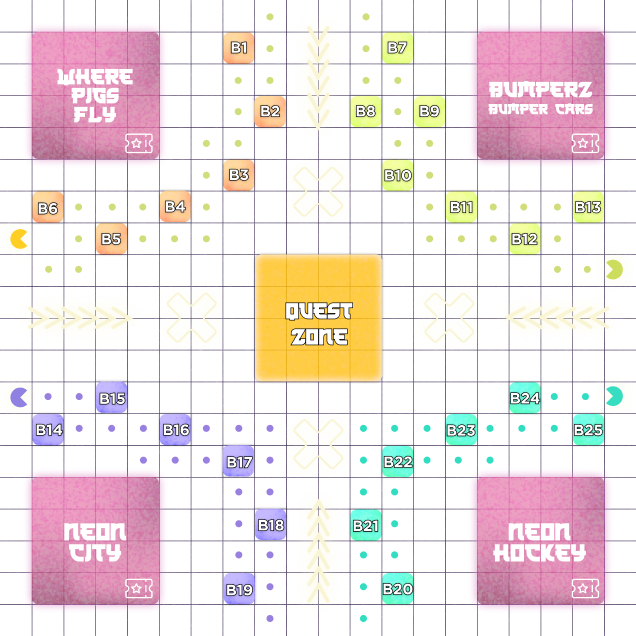 B1
B7
WHERE
PIGS
FLY
BUMPERZ
BUMPER CARS
B2
B8
B9
B3
B10
B6
B4
B11
B13
B5
B12
QUEST
ZONE
B15
B24
B14
B16
B23
B25
B17
B22
NEON
CITY
B18
B21
NEON
HOCKEY
B19
B20